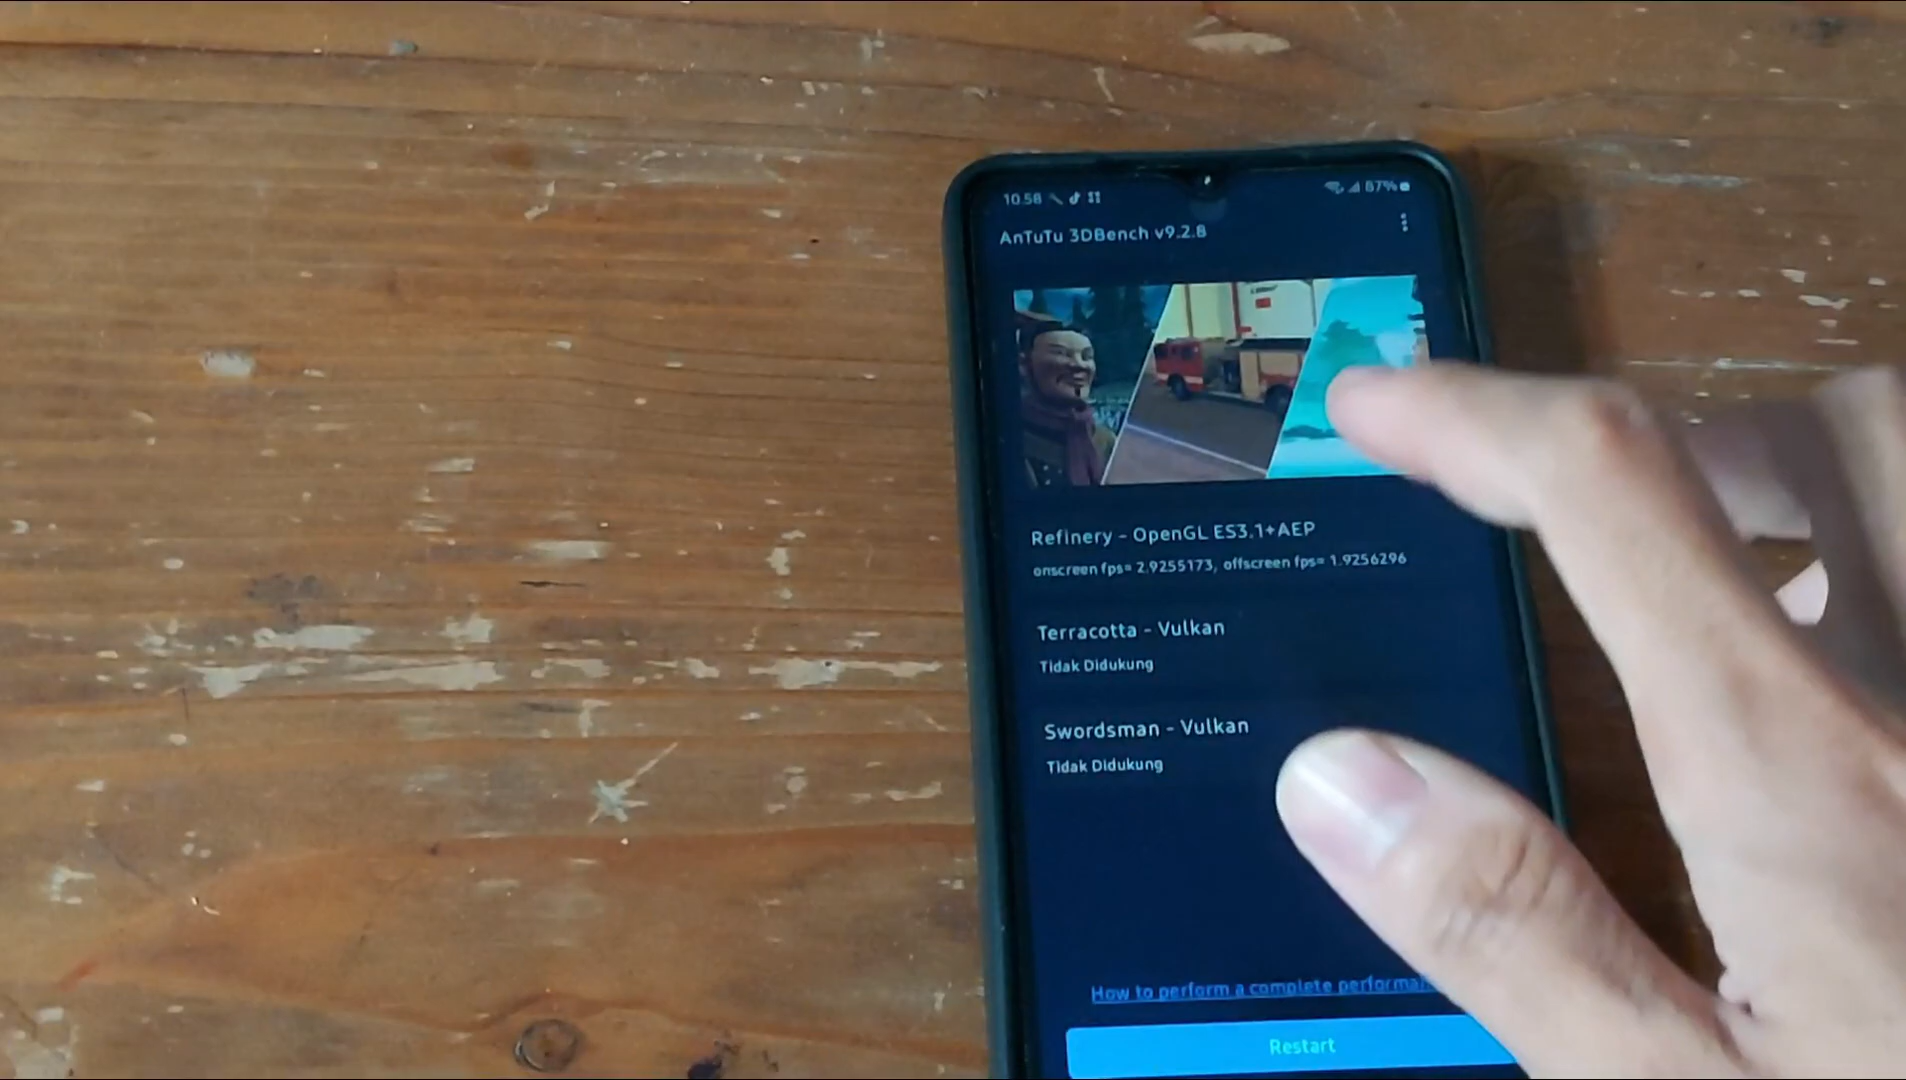 10.58
87%
AnTuTu 3DBench v9.2.8
Refinery - OpenGL ES3.1+AEP
onscreen fps= 2.9255173, offscreen fps= 1.9256296
Terracotta - Vulkan
Tidak Didukung
Swordsman - Vulkan
Tidak Didukung
How to perform a complete
Restart